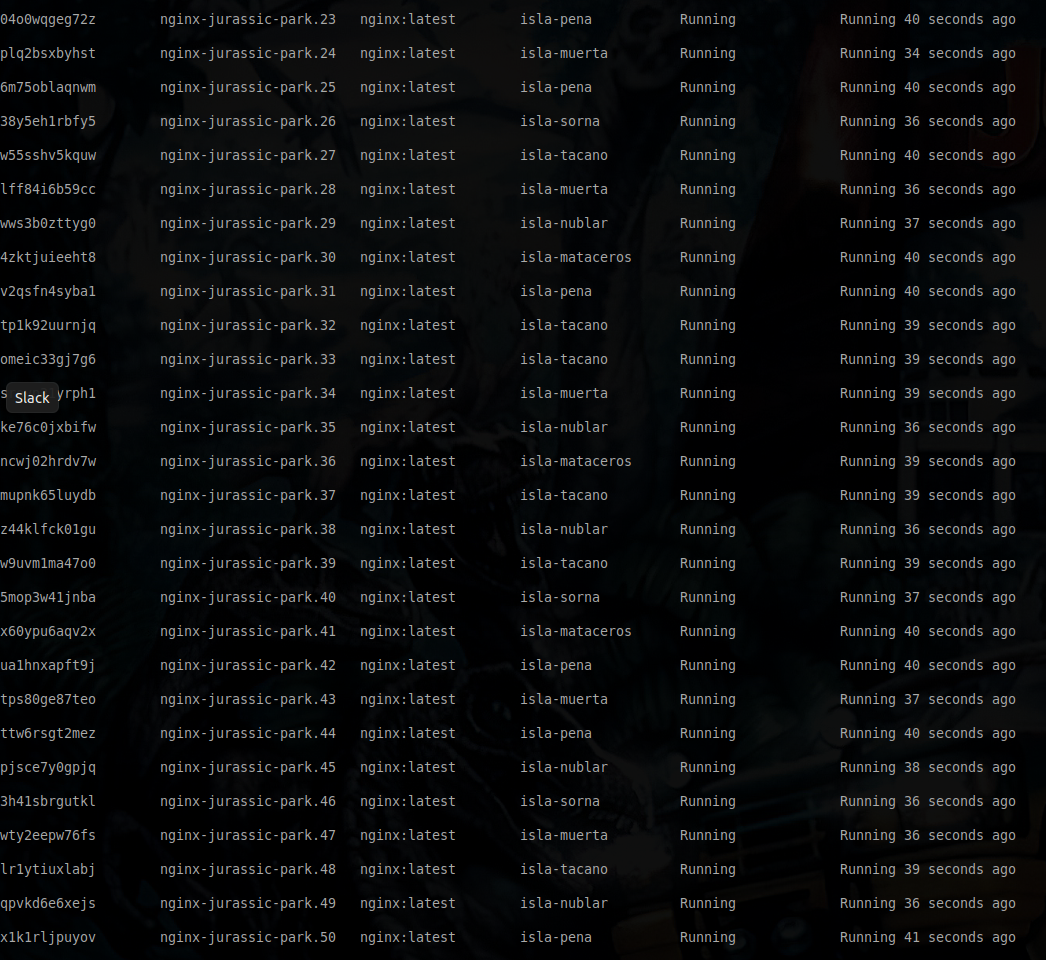 04o0wqgeg72z nginx-jurassic-park.23 nginx:latest isla-pena Running Running 40 seconds ago
plq2bsxbyhst nginx-jurassic-park.24 nginx:latest isla-muerta Running Running 34 seconds ago
6m75oblaqnwm nginx-jurassic-park.25 nginx:latest isla-pena Running Running 40 seconds ago
38y5eh1rbfy5 nginx-jurassic-park.26 nginx:latest isla-sorna Running Running 36 seconds ago
w55sshv5kquw nginx-jurassic-park.27 nginx:latest isla-tacano Running Running 40 seconds ago
lff84i6b59cc nginx-jurassic-park.28 nginx:latest isla-muerta Running Running 36 seconds ago
wws3b0zttyg0 nginx-jurassic-park.29 nginx:latest isla-nublar Running Running 37 seconds ago
4zktjuieeht8 nginx-jurassic-park.30 nginx:latest isla-mataceros Running Running 40 seconds ago
v2qsfn4syba1 nginx-jurassic-park.31 nginx:latest isla-pena Running Running 40 seconds ago
tp1k92uurnjq nginx-jurassic-park.32 nginx:latest isla-tacano Running Running 39 seconds ago
omeic33gj7g6 nginx-jurassic-park.33 nginx:latest isla-tacano Running Running 39 seconds ago
Slack nginx-jurassic-park.34 nginx:latest isla-muerta Running Running 39 seconds ago
ke76c0jxbifw nginx-jurassic-park.35 nginx:latest isla-nublar Running Running 36 seconds ago
ncwj02hrdv7w nginx-jurassic-park.36 nginx:latest isla-mataceros Running Running 39 seconds ago
mupnk65luydb nginx-jurassic-park.37 nginx:latest isla-tacano Running Running 39 seconds ago
z44klfck01gu nginx-jurassic-park.38 nginx:latest isla-nublar Running Running 36 seconds ago
w9uvm1ma47o0 nginx-jurassic-park.39 nginx:latest isla-tacano Running Running 39 seconds ago
5mop3w41jnba nginx-jurassic-park.40 nginx:latest isla-sorna Running Running 37 seconds ago
x60ypu6aqv2x nginx-jurassic-park.41 nginx:latest isla-mataceros Running Running 40 seconds ago
ua1hnxapft9j nginx-jurassic-park.42 nginx:latest isla-pena Running Running 40 seconds ago
tps80ge87teo nginx-jurassic-park.43 nginx:latest isla-muerta Running Running 37 seconds ago
ttw6rsgt2mez nginx-jurassic-park.44 nginx:latest isla-pena Running Running 40 seconds ago
pjsce7y0gpjq nginx-jurassic-park.45 nginx:latest isla-nublar Running Running 38 seconds ago
3h41sbrgutkl nginx-jurassic-park.46 nginx:latest isla-sorna Running Running 36 seconds ago
wty2eepw76fs nginx-jurassic-park.47 nginx:latest isla-muerta Running Running 36 seconds ago
lr1ytiuxlabj nginx-jurassic-park.48 nginx:latest isla-tacano Running Running 39 seconds ago
qpvkd6e6xejs nginx-jurassic-park.49 nginx:latest isla-nublar Running Running 36 seconds ago
x1k1rljpuyov nginx-jurassic-park.50 nginx:latest isla-pena Running Running 41 seconds ago